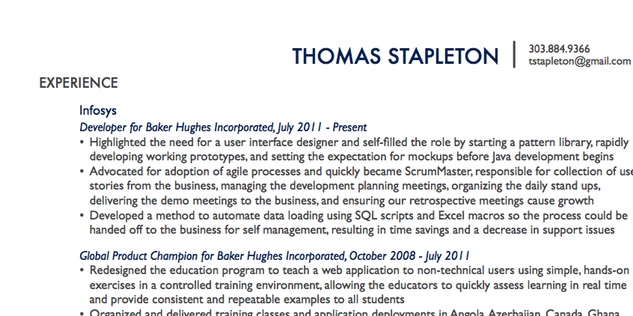 THOMAS STAPLETON
303.884.9366
tstapleton@gmail.com
EXPERIENCE
Infosys
Developer for Baker Hughes Incorporated, July 2011 - Present
• Highlighted the need for a user interface designer and self-filled the role by starting a pattern library, rapidly
developing working prototypes, and setting the expectation for mockups before Java development begins
• Advocated for adoption of agile processes and quickly became ScrumMaster, responsible for collection of use
stories from the business, managing the development planning meetings, organizing the daily stand ups,
delivering the demo meetings to the business, and ensuring our retrospective meetings cause growth
• Developed a method to automate data loading using SQL scripts and Excel macros so the process could be
handed off to the business for self management, resulting in time savings and a decrease in support issues
Global Product Champion for Baker Hughes Incorporated, October 2008 - July 2011
• Redesigned the education program to teach a web application to non-technical users using simple, hands-on
exercises in a controlled training environment, allowing the educators to quickly assess learning in real time
and provide consistent and repeatable examples to all students
• Organized and delivered training classes and application deployments in Angola, Azerbaijan, Canada, Ghana,